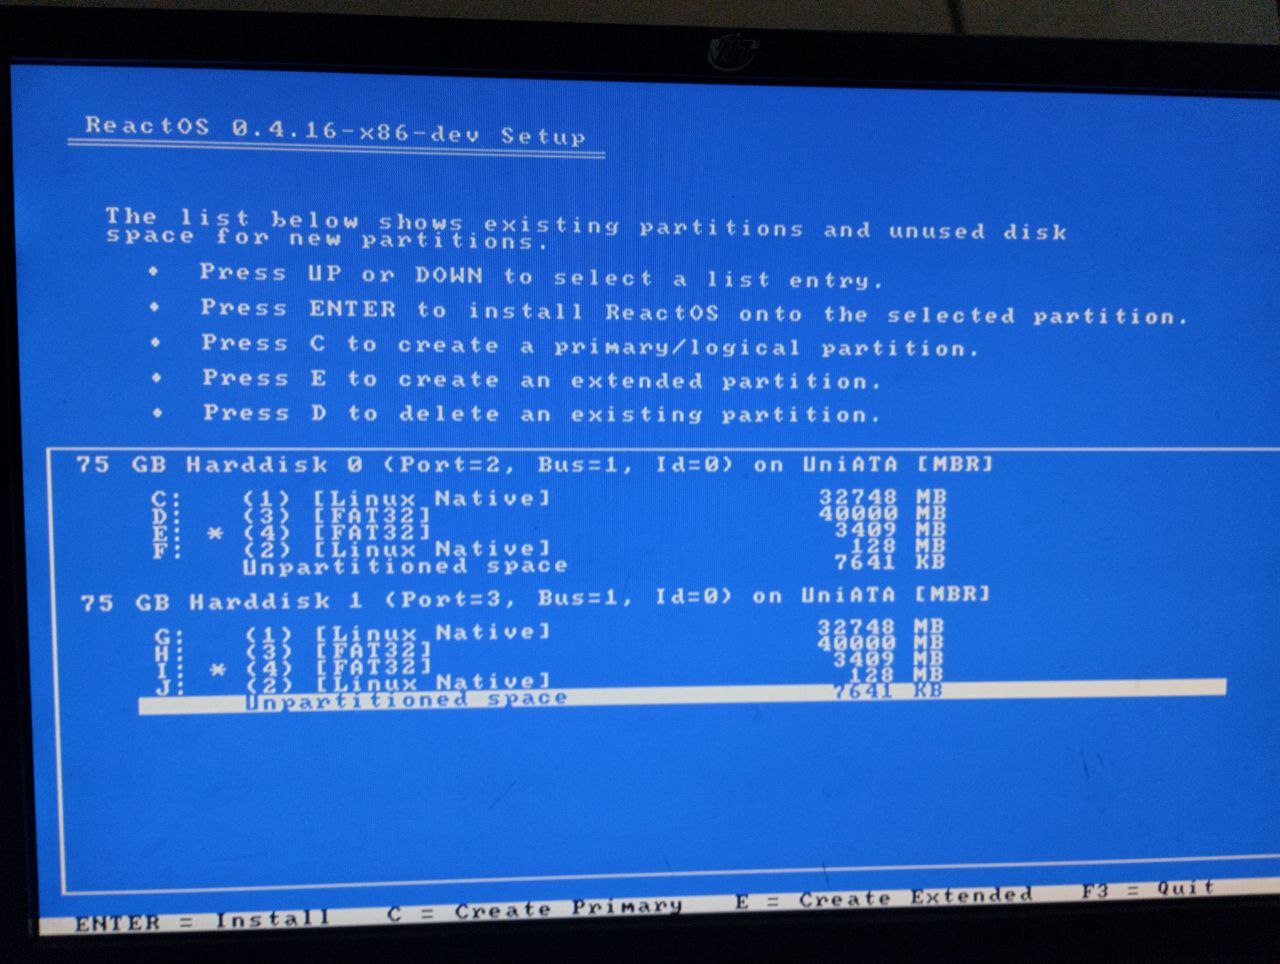 ReactOS 0.4.16-x86-dev Setup
The list below shows existing partitions and unused disk
space for new partitions.
• Press UP or DOWN to select a list entry.
• Press ENTER to install ReactOS onto the selected partition.
• Press C to create a primary/logical partition.
• Press E to create an extended partition.
• Press D to delete an existing partition.
75 GB Harddisk 0 (Port=2, Bus=1, Id=0) on UniATA [MBR]
C: (1) [Linux Native] 32748 MB
D: (3) [FAT32] 40000 MB
E: * (4) [FAT32] 3409 MB
F: (2) [Linux Native] 128 MB
Unpartitioned space 7641 KB
75 GB Harddisk 1 (Port=3, Bus=1, Id=0) on UniATA [MBR]
G: (1) [Linux Native] 32748 MB
H: (3) [FAT32] 40000 MB
I: * (4) [FAT32] 3409 MB
J: (2) [Linux Native] 128 MB
Unpartitioned space 7641 KB
ENTER = Install C = Create Primary E = Create Extended F3 = Quit